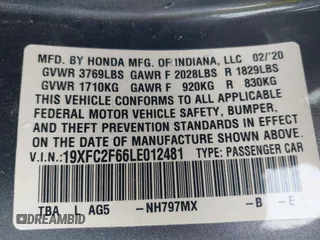 MFD. BY HONDA MFG. OF INDIANA, LLC 02/'20
GVWR 3769LBS GAWR F 2028LBS R 1829LBS
GVWR 1710KG GAWR F 920KG R 830KG
THIS VEHICLE CONFORMS TO ALL APPLICABLE
FEDERAL MOTOR VEHICLE SAFETY, BUMPER,
AND THEFT PREVENTION STANDARDS IN EFFECT
ON THE DATE OF MANUFACTURE SHOWN ABOVE.
V.I.N.: 19XFC2F66LE012481 TYPE: PASSENGER CAR
TBA L AG5 -NH797MX -B -E
DREAMBID